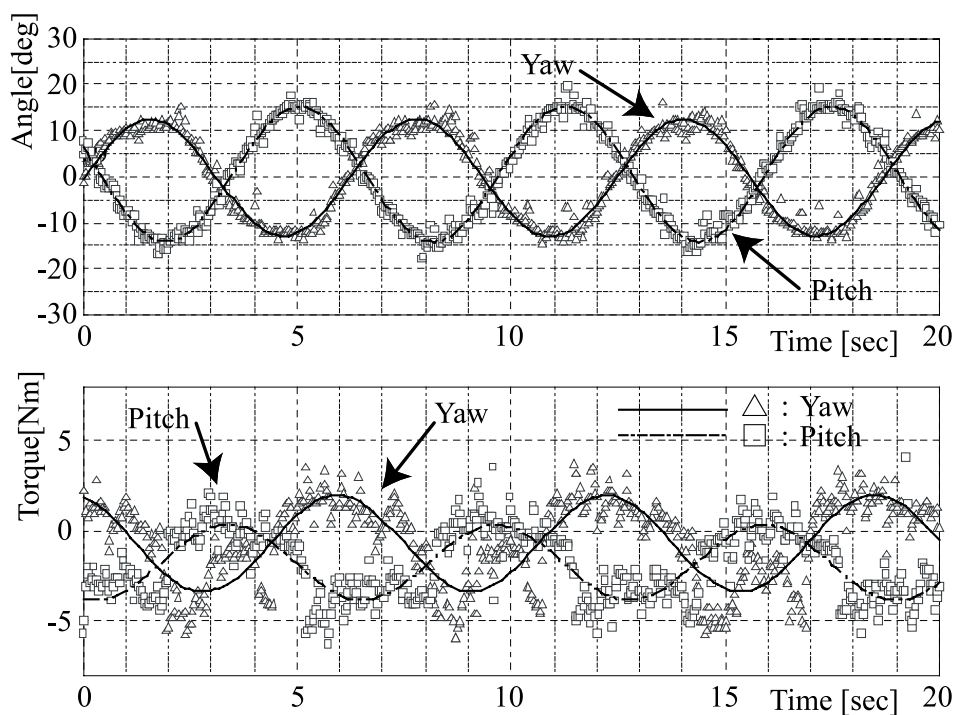 Angle[deg]
30
20
10
0
-10
-20
-30
Yaw
Pitch
0
5
10
15
20
Time [sec]
Torque[Nm]
5
0
-5
Pitch
Yaw
: Yaw
: Pitch
0
5
10
15
20
Time [sec]